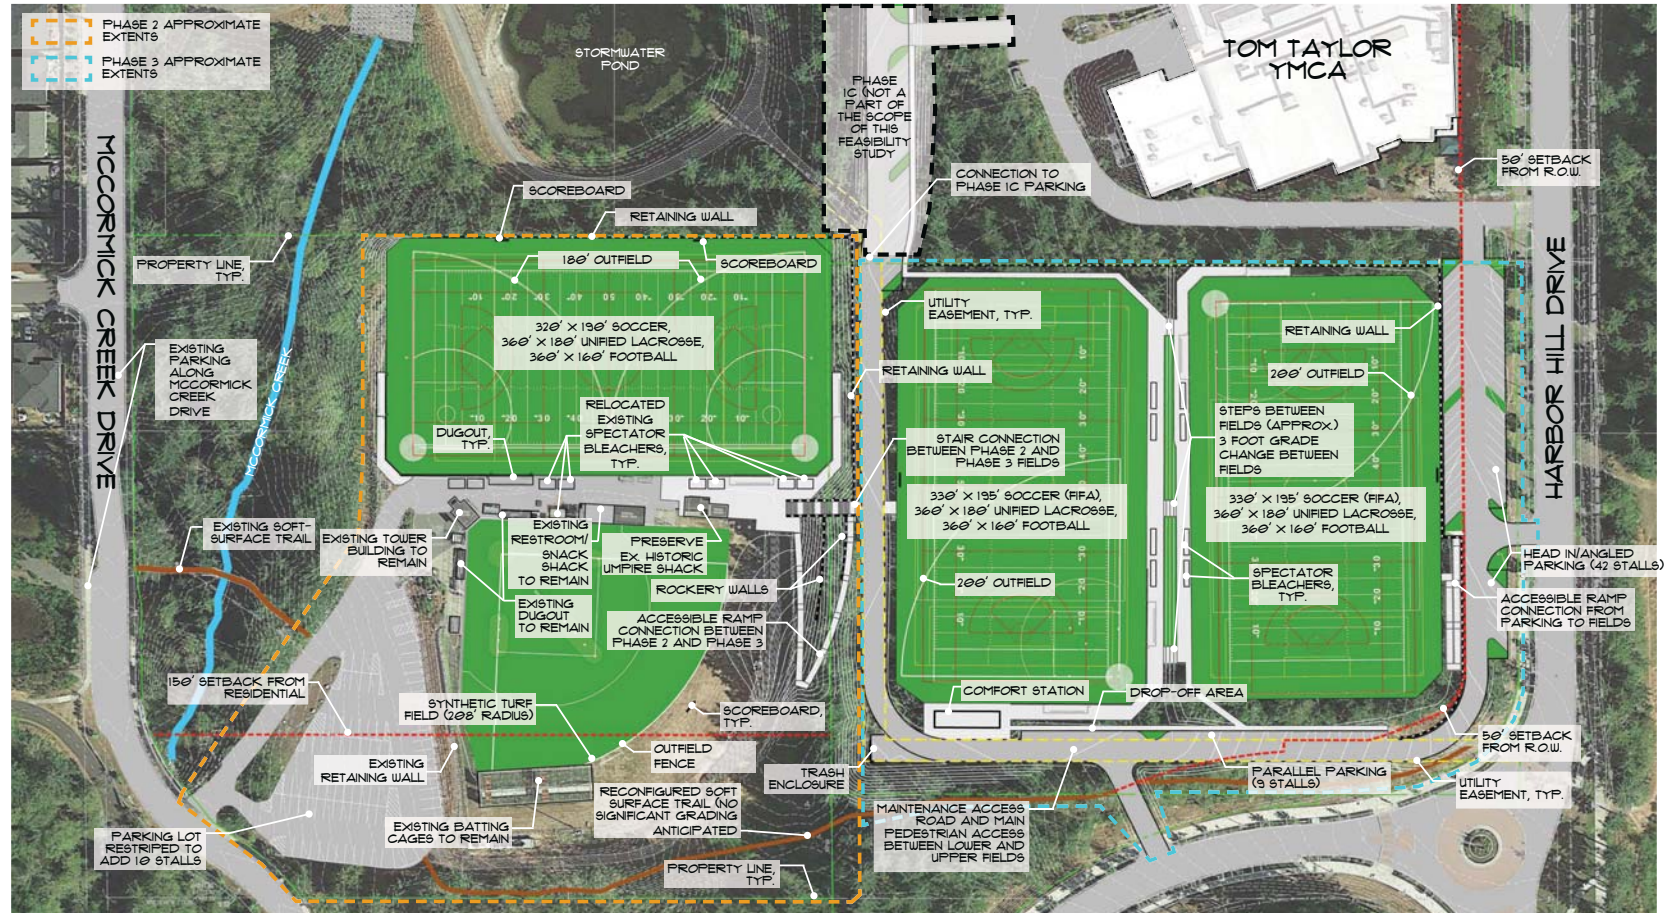 PHASE 2 APPROXIMATE
EXTENTS
PHASE 3 APPROXIMATE
EXTENTS
STORMWATER
POND
PHASE
1C (NOT A
PART OF
THE SCOPE
OF THIS
FEASIBILITY
STUDY
TOM TAYLOR
YMCA
50' SETBACK
FROM R.O.W.
CONNECTION TO
PHASE 1C PARKING
SCOREBOARD
RETAINING WALL
MCCORMICK CREEK DRIVE
PROPERTY LINE,
TYP.
180' OUTFIELD
SCOREBOARD
HARBOR HILL DRIVE
UTILITY
EASEMENT, TYP.
320' X 190' SOCCER,
360' X 180' UNIFIED LACROSSE,
360' X 160' FOOTBALL
RETAINING WALL
EXISTING
PARKING
ALONG
MCCORMICK
CREEK
DRIVE
MCCORMICK CREEK
RETAINING WALL
200' OUTFIELD
RELOCATED
EXISTING
SPECTATOR
BLEACHERS,
TYP.
DUGOUT,
TYP.
STAIR CONNECTION
BETWEEN PHASE 2 AND
PHASE 3 FIELDS
STEPS BETWEEN
FIELDS (APPROX.)
3 FOOT GRADE
CHANGE BETWEEN
FIELDS
330' X 195' SOCCER (FIFA),
360' X 180' UNIFIED LACROSSE,
360' X 160' FOOTBALL
330' X 195' SOCCER (FIFA),
360' X 180' UNIFIED LACROSSE,
360' X 160' FOOTBALL
EXISTING SOFT-
SURFACE TRAIL
EXISTING TOWER
BUILDING TO
REMAIN
EXISTING
RESTROOM/
SNACK
SHACK
TO REMAIN
PRESERVE
EX. HISTORIC
UMPIRE SHACK
ROCKERY WALLS
EXISTING
DUGOUT
TO REMAIN
200' OUTFIELD
SPECTATOR
BLEACHERS,
TYP.
HEAD IN/ANGLED
PARKING (42 STALLS)
ACCESSIBLE RAMP
CONNECTION FROM
PARKING TO FIELDS
ACCESSIBLE RAMP
CONNECTION BETWEEN
PHASE 2 AND PHASE 3
150' SETBACK FROM
RESIDENTIAL
SYNTHETIC TURF
FIELD (208' RADIUS)
SCOREBOARD,
TYP.
COMFORT STATION
DROP-OFF AREA
EXISTING
RETAINING WALL
OUTFIELD
FENCE
TRASH
ENCLOSURE
50' SETBACK
FROM R.O.W.
PARALLEL PARKING
(9 STALLS)
UTILITY
EASEMENT, TYP.
RECONFIGURED SOFT
SURFACE TRAIL (NO
SIGNIFICANT GRADING
ANTICIPATED
MAINTENANCE ACCESS
ROAD AND MAIN
PEDESTRIAN ACCESS
BETWEEN LOWER AND
UPPER FIELDS
PARKING LOT
RESTRIPED TO
ADD 10 STALLS
EXISTING BATTING
CAGES TO REMAIN
PROPERTY LINE,
TYP.